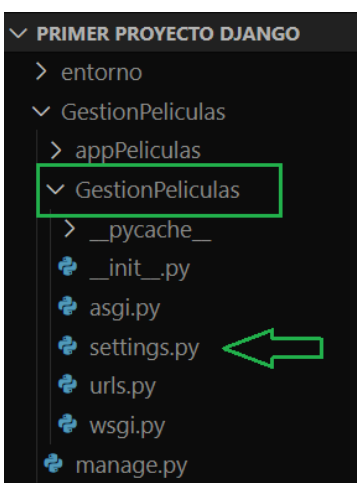 PRIMER PROYECTO DJANGO
entorno
GestionPeliculas
appPeliculas
GestionPeliculas
__pycache__
__init__.py
asgi.py
settings.py
urls.py
wsgi.py
manage.py